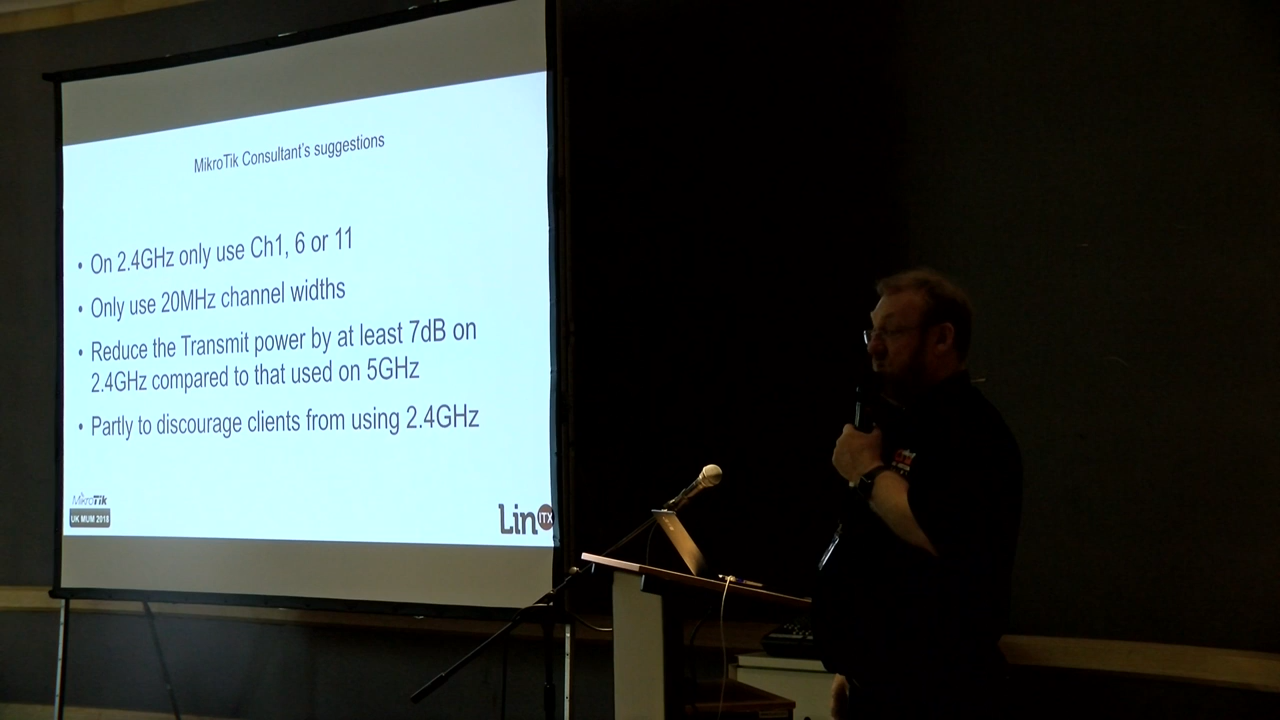 MikroTik Consultant's suggestions
• On 2.4GHz only use Ch1, 6 or 11
• Only use 20MHz channel widths
• Reduce the Transmit power by at least 7dB on
2.4GHz compared to that used on 5GHz
• Partly to discourage clients from using 2.4GHz
MikroTik
UK MUM 2018
Lin ITX